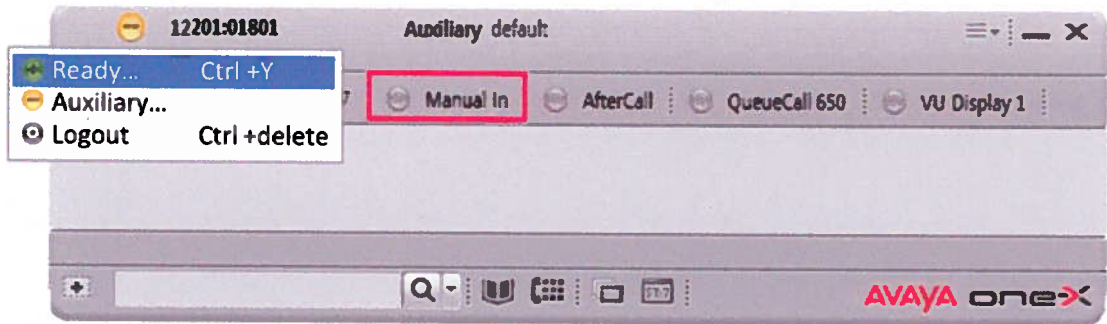 12201:01801 Auxiliary default
Ready... Ctrl +Y
Auxiliary...
Logout Ctrl +delete
7 Manual In AfterCall QueueCall 650 VU Display 1
AVAYA one-X